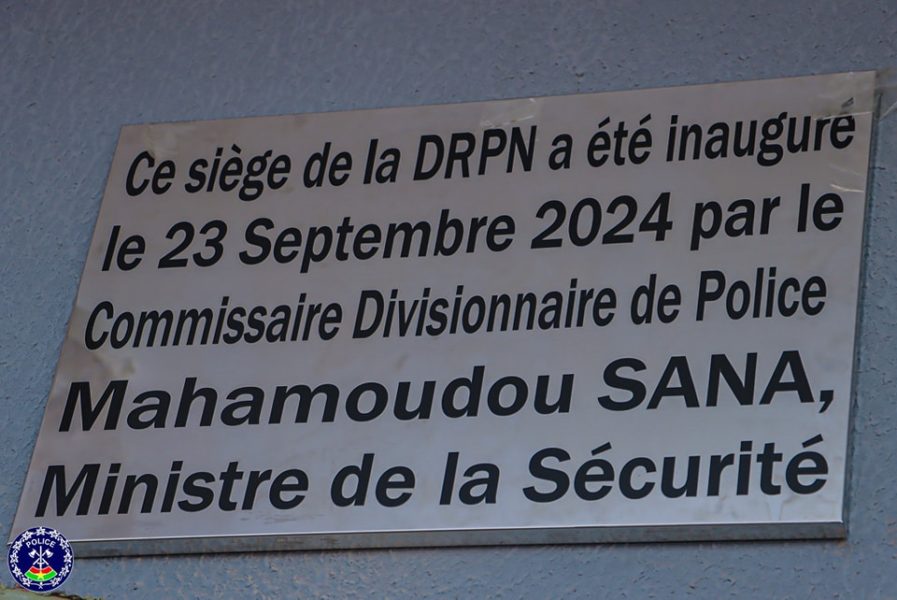 Ce siège de la DRPN a été inauguré
le 23 Septembre 2024 par le
Commissaire Divisionnaire de Police
Mahamoudou SANA,
Ministre de la Sécurité
POLICE